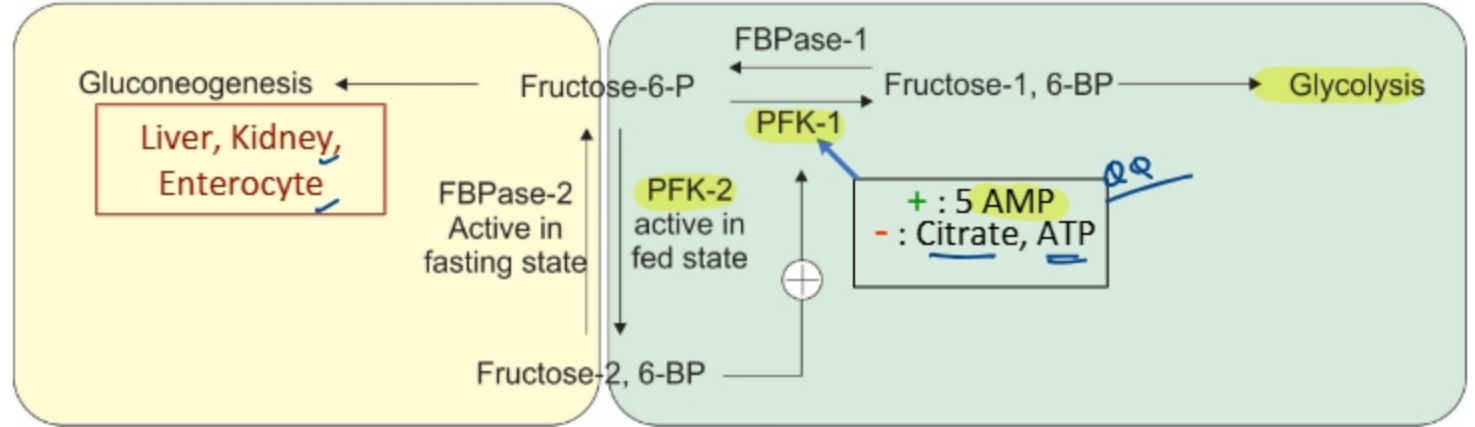 FBPase-1
Gluconeogenesis
Fructose-6-P
Fructose-1, 6-BP
Glycolysis
PFK-1
Liver, Kidney,
Enterocyte
FBPase-2
Active in
fasting state
PFK-2
active in
fed state
+ : 5 AMP
- : Citrate, ATP
Fructose-2, 6-BP